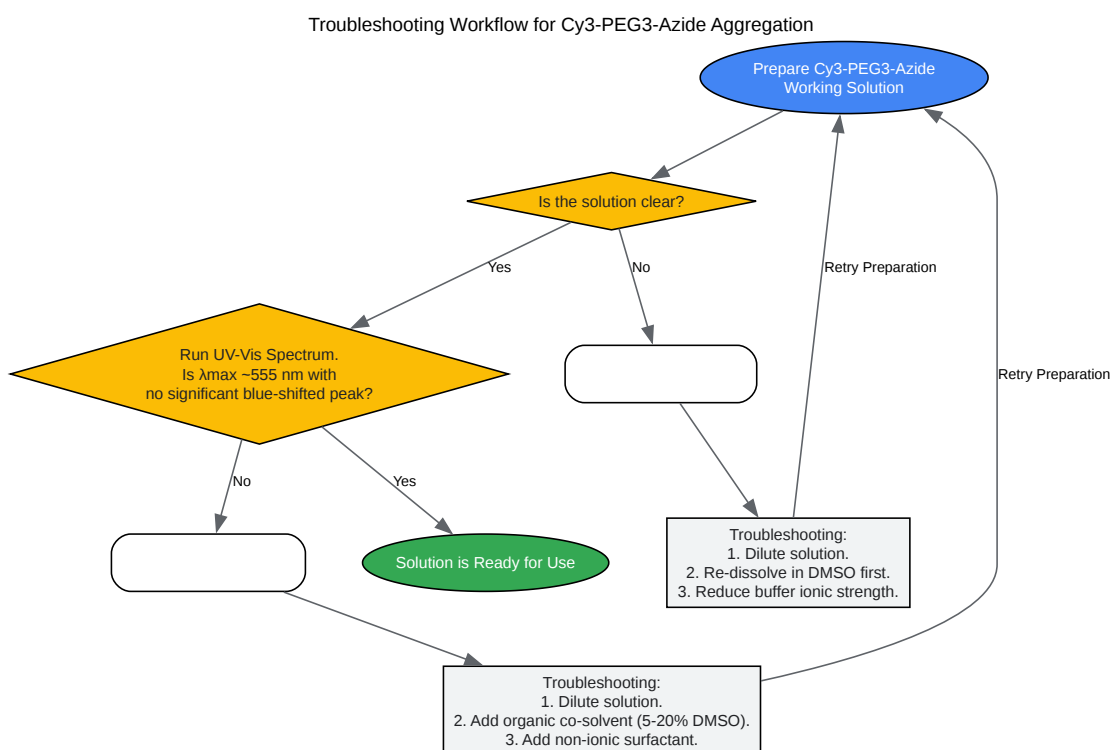 Troubleshooting Workflow for Cy3-PEG3-Azide Aggregation
Prepare Cy3-PEG3-Azide
Working Solution
Is the solution clear?
Yes
No
Retry Preparation
Run UV-Vis Spectrum.
Is λmax ~555 nm with
no significant blue-shifted peak?
Retry Preparation
No
Yes
Solution is Ready for Use
Troubleshooting:
1. Dilute solution.
2. Re-dissolve in DMSO first.
3. Reduce buffer ionic strength.
Troubleshooting:
1. Dilute solution.
2. Add organic co-solvent (5-20% DMSO).
3. Add non-ionic surfactant.